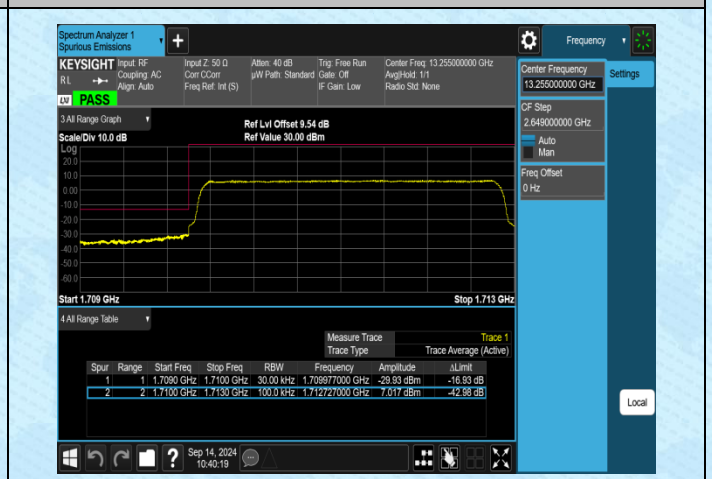 Spectrum Analyzer 1
Spurious Emissions
+
Frequency
KEYSIGHT Input: RF Input Z: 50 Ω Atten: 40 dB Trig: Free Run Center Freq: 13.255000000 GHz
RL Coupling: AC Corr CCorr µW Path: Standard Gate: Off Avg|Hold: 1/1
Align: Auto Freq Ref: Int (S) IF Gain: Low Radio Std: None
LXI PASS
Center Frequency
13.255000000 GHz
Settings
CF Step
2.649000000 GHz
Auto
Man
Freq Offset
0 Hz
3 All Range Graph
Ref Lvl Offset 9.54 dB
Scale/Div 10.0 dB Ref Value 30.00 dBm
Log
20.0
10.0
0.00
-10.0
-20.0
-30.0
-40.0
-50.0
-60.0
Start 1.709 GHz Stop 1.713 GHz
4 All Range Table
Measure Trace Trace 1
Trace Type Trace Average (Active)
Spur Range Start Freq Stop Freq RBW Frequency Amplitude ΔLimit
1 1 1.7090 GHz 1.7100 GHz 30.00 kHz 1.709977000 GHz -29.93 dBm -16.93 dB
2 2 1.7100 GHz 1.7130 GHz 100.0 kHz 1.712727000 GHz 7.017 dBm -42.98 dB
Local
? Sep 14, 2024
10:40:19